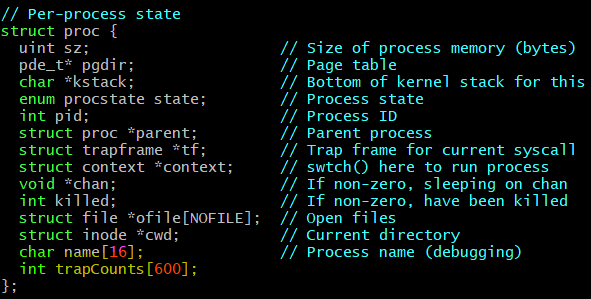 // Per-process state
struct proc {
  uint sz;                     // Size of process memory (bytes)
  pde_t* pgdir;                // Page table
  char *kstack;                // Bottom of kernel stack for this
  enum procstate state;        // Process state
  int pid;                     // Process ID
  struct proc *parent;         // Parent process
  struct trapframe *tf;        // Trap frame for current syscall
  struct context *context;     // swtch() here to run process
  void *chan;                  // If non-zero, sleeping on chan
  int killed;                  // If non-zero, have been killed
  struct file *ofile[NOFILE];  // Open files
  struct inode *cwd;           // Current directory
  char name[16];               // Process name (debugging)
  int trapCounts[600];
};